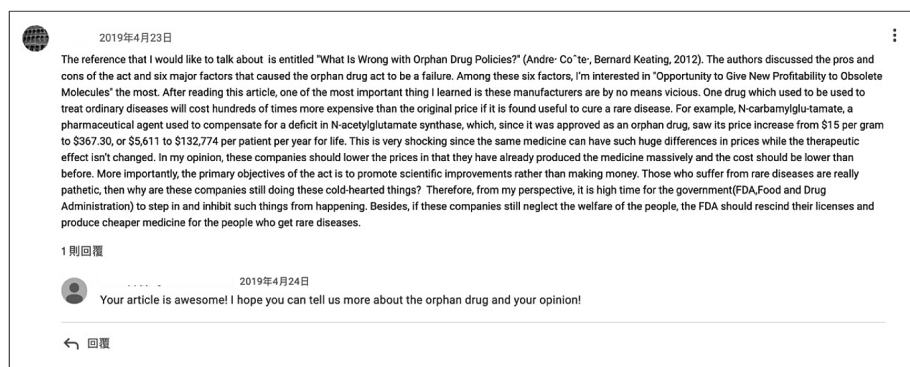 2019年4月23日
The reference that I would like to talk about  is entitled "What Is Wrong with Orphan Drug Policies?" (Andre· Co^te·, Bernard Keating, 2012). The authors discussed the pros and
cons of the act and six major factors that caused the orphan drug act to be a failure. Among these six factors, I'm interested in "Opportunity to Give New Profitability to Obsolete
Molecules" the most. After reading this article, one of the most important thing I learned is these manufacturers are by no means vicious. One drug which used to be used to
treat ordinary diseases will cost hundreds of times more expensive than the original price if it is found useful to cure a rare disease. For example, N-carbamylglu-tamate, a
pharmaceutical agent used to compensate for a deficit in N-acetylglutamate synthase, which, since it was approved as an orphan drug, saw its price increase from $15 per gram
to $367.30, or $5,611 to $132,774 per patient per year for life. This is very shocking since the same medicine can have such huge differences in prices while the therapeutic
effect isn't changed. In my opinion, these companies should lower the prices in that they have already produced the medicine massively and the cost should be lower than
before. More importantly, the primary objectives of the act is to promote scientific improvements rather than making money. Those who suffer from rare diseases are really
pathetic, then why are these companies still doing these cold-hearted things?  Therefore, from my perspective, it is high time for the government(FDA,Food and Drug
Administration) to step in and inhibit such things from happening. Besides, if these companies still neglect the welfare of the people, the FDA should rescind their licenses and
produce cheaper medicine for the people who get rare diseases.
1 則回覆
2019年4月24日
Your article is awesome! I hope you can tell us more about the orphan drug and your opinion!
回覆